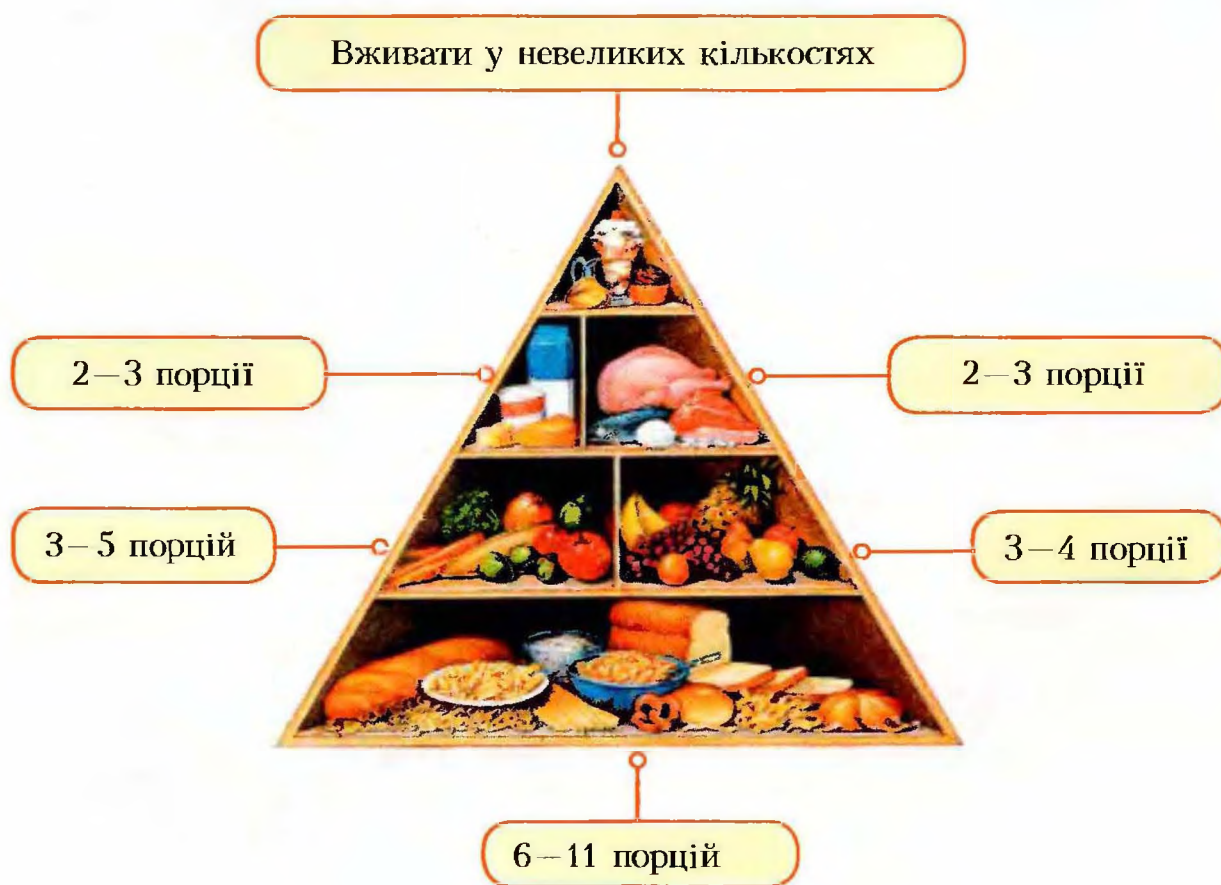 Вживати у невеликих кількостях
2—3 порції
2—3 порції
3—5 порцій
3—4 порції
6—11 порцій